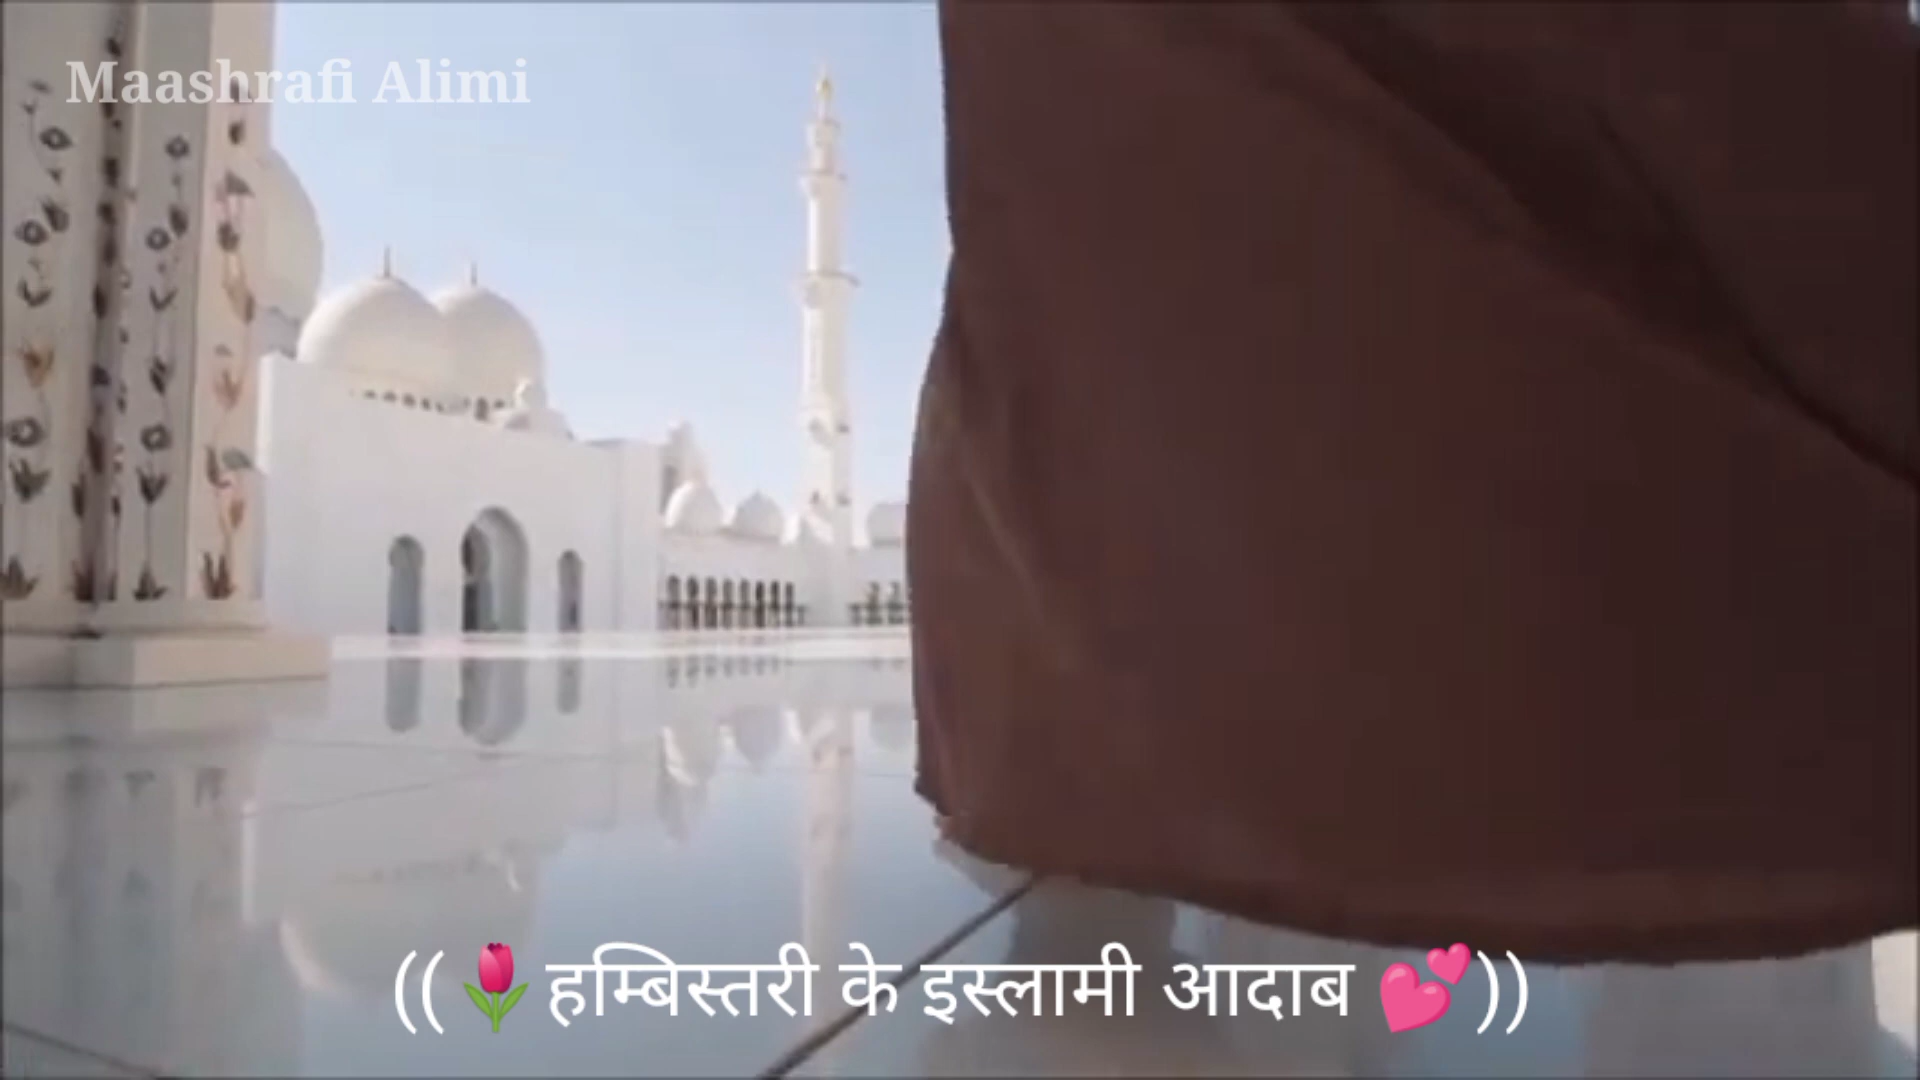 Maashrafi Alimi
((🌷हम्बिस्तरी के इस्लामी आदाब 💕))